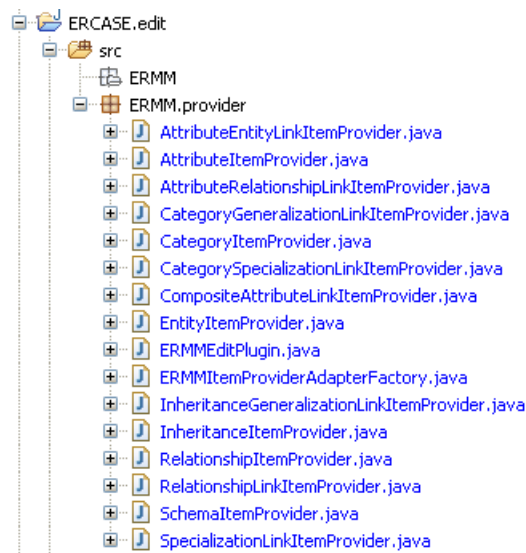 ERCASE.edit
src
ERMM
ERMM.provider
AttributeEntityLinkItemProvider.java
AttributeItemProvider.java
AttributeRelationshipLinkItemProvider.java
CategoryGeneralizationLinkItemProvider.java
CategoryItemProvider.java
CategorySpecializationLinkItemProvider.java
CompositeAttributeLinkItemProvider.java
EntityItemProvider.java
ERMMEditPlugin.java
ERMMItemProviderAdapterFactory.java
InheritanceGeneralizationLinkItemProvider.java
InheritanceItemProvider.java
RelationshipItemProvider.java
RelationshipLinkItemProvider.java
SchemaItemProvider.java
SpecializationLinkItemProvider.java